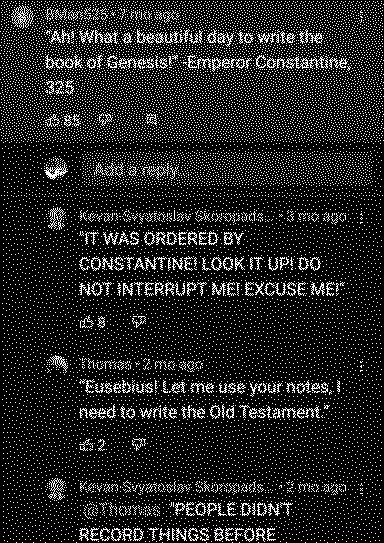 · 2 mo ago
"Ah! What a beautiful day to write the
book of Genesis!" -Emperor Constantine,
325
85
Add a reply...
Kevan-Svyatoslav Skoropads... · 3 mo ago
"IT WAS ORDERED BY
CONSTANTINE! LOOK IT UP! DO
NOT INTERRUPT ME! EXCUSE ME!"
8
Thomas · 2 mo ago
"Eusebius! Let me use your notes, I
need to write the Old Testament."
2
Kevan-Svyatoslav Skoropads... · 2 mo ago
@Thomas "PEOPLE DIDN'T
RECORD THINGS BEFORE